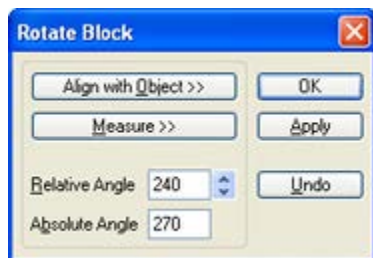 Rotate Block
Align with Object >>
OK
Measure >>
Apply
Relative Angle 240
Undo
Absolute Angle 270